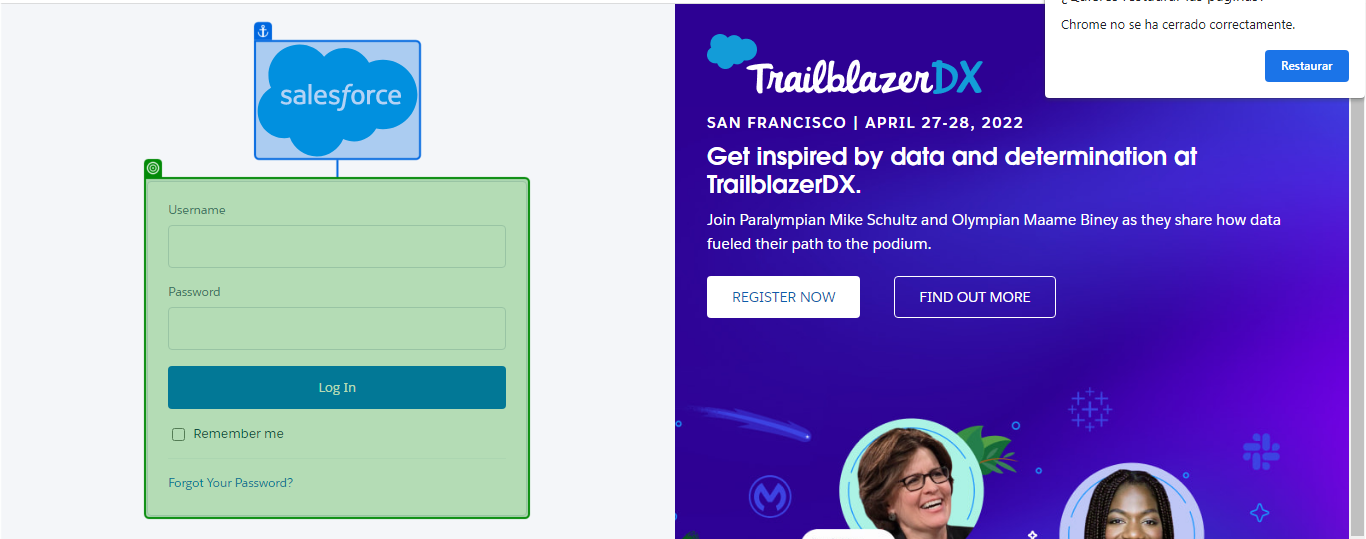 Chrome no se ha cerrado correctamente.
Restaurar
salesforce
Username
Password
Log In
Remember me
Forgot Your Password?
TrailblazerDX
SAN FRANCISCO | APRIL 27-28, 2022
Get inspired by data and determination at
TrailblazerDX.
Join Paralympian Mike Schultz and Olympian Maame Biney as they share how data
fueled their path to the podium.
REGISTER NOW
FIND OUT MORE